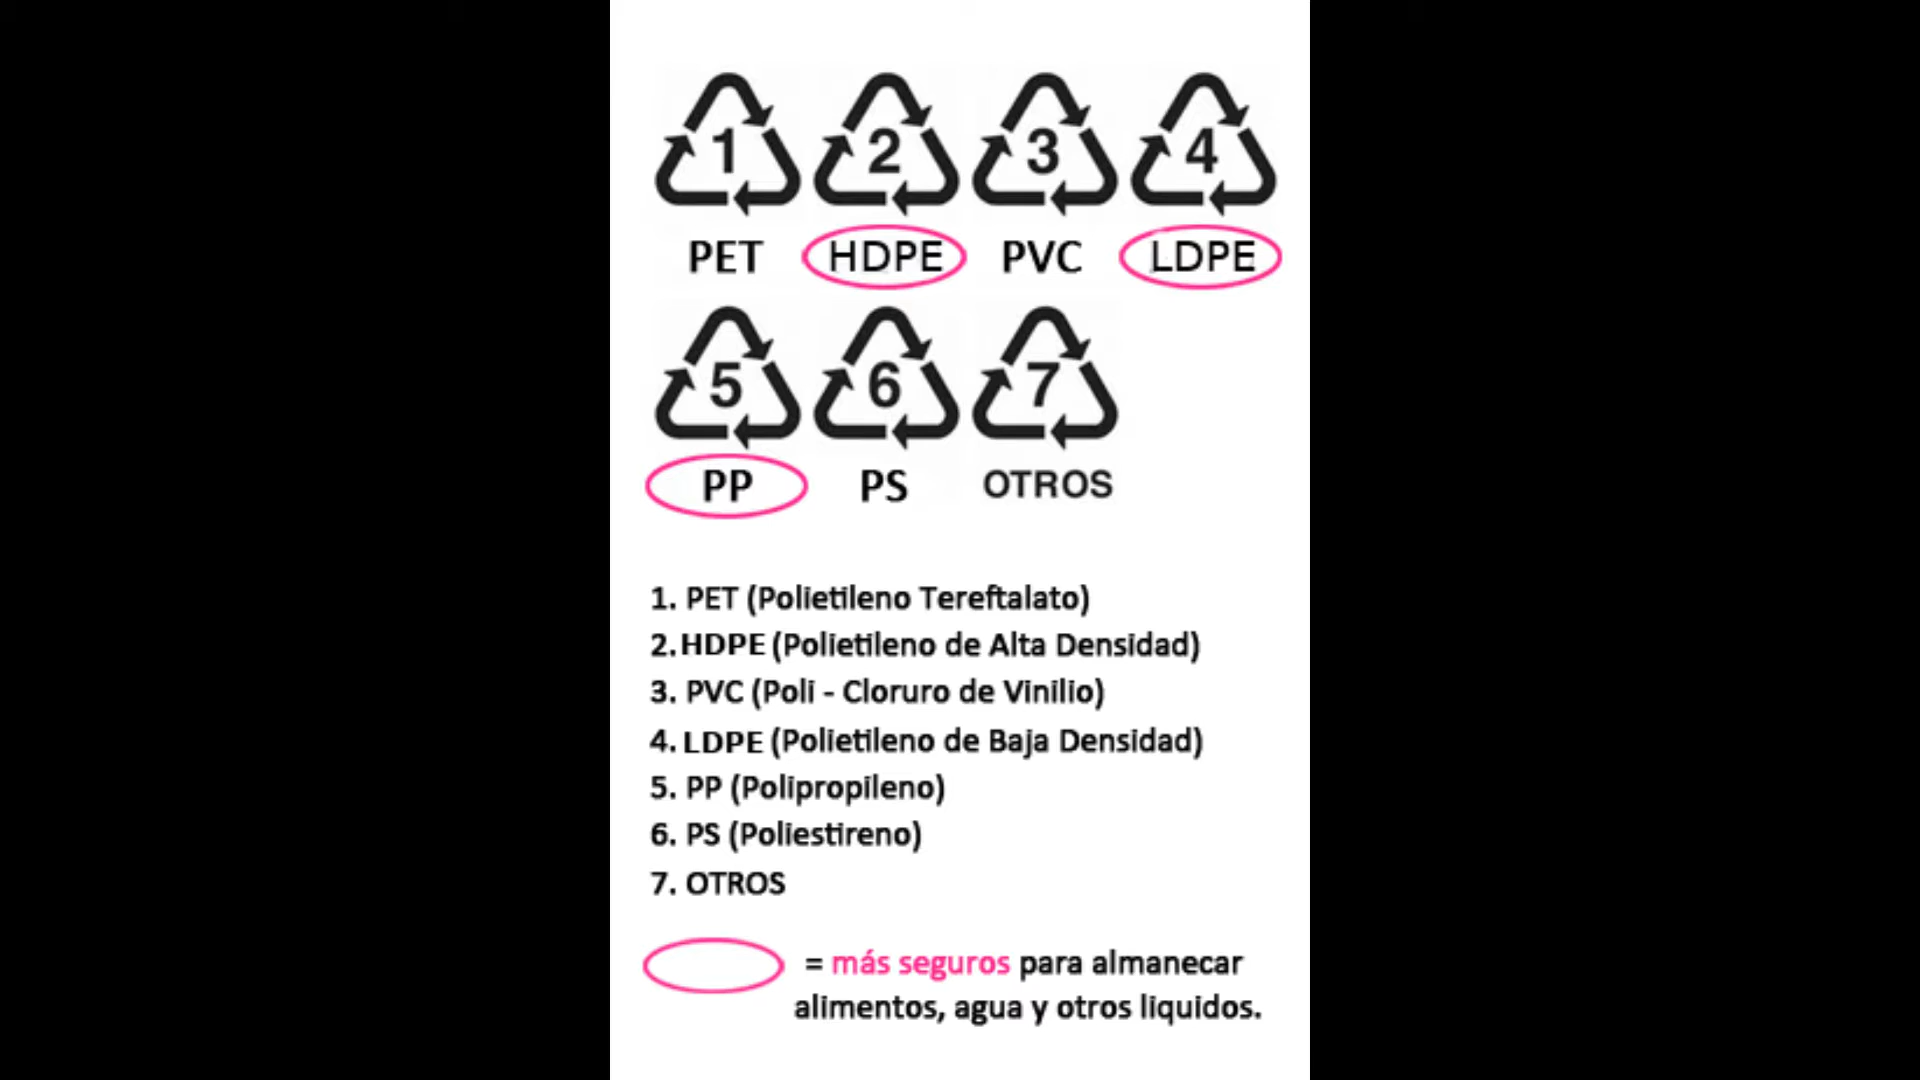 1 2 3 4
PET HDPE PVC LDPE
5 6 7
PP PS OTROS
1. PET (Polietileno Tereftalato)
2. HDPE (Polietileno de Alta Densidad)
3. PVC (Poli - Cloruro de Vinilio)
4. LDPE (Polietileno de Baja Densidad)
5. PP (Polipropileno)
6. PS (Poliestireno)
7. OTROS
= más seguros para almanecar
alimentos, agua y otros liquidos.